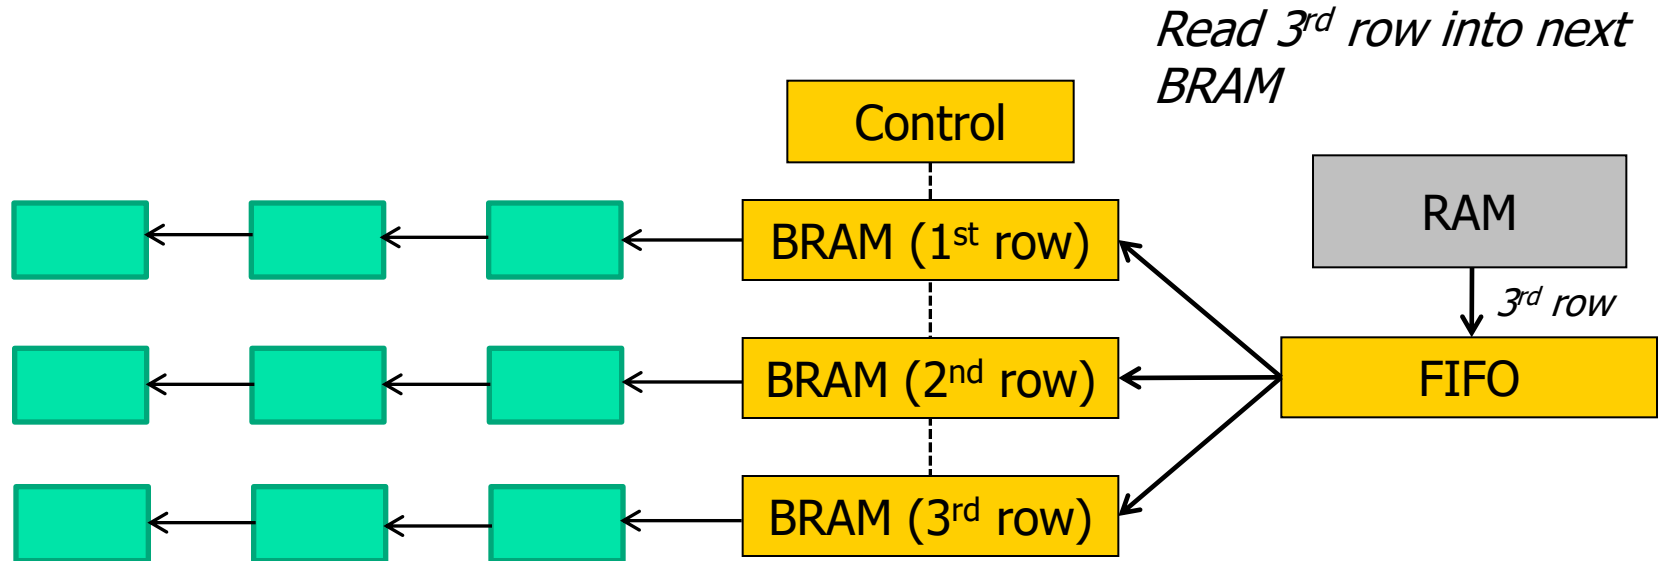 Read 3rd row into next
BRAM
Control
RAM
BRAM (1st row)
3rd row
BRAM (2nd row)
FIFO
BRAM (3rd row)